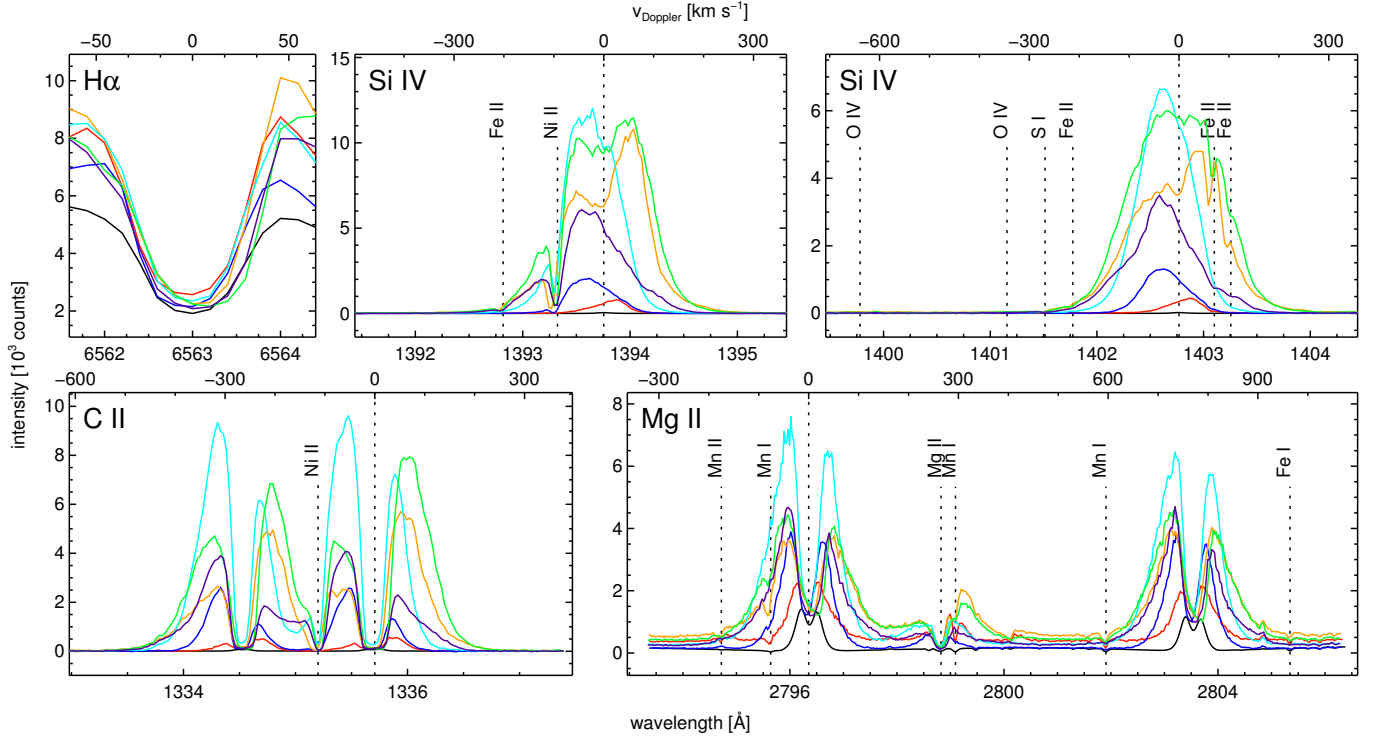 v_Doppler [km s⁻¹]
−50 0 50
−300 0 300
−600 −300 0 300
Hα
Si IV
Si IV
10
8
6
4
2
15
10
5
0
6
4
2
0
Fe II
Ni II
O IV
O IV
S I
Fe II
Fe II
Fe II
6562 6563 6564
1392 1393 1394 1395
1400 1401 1402 1403 1404
intensity [10³ counts]
−600 −300 0 300
−300 0 300 600 900
C II
Mg II
10
8
6
4
2
0
8
6
4
2
0
Ni II
Mn II
Mn I
Mg II
Mn I
Mn I
Fe I
1334 1336
2796 2800 2804
wavelength [Å]